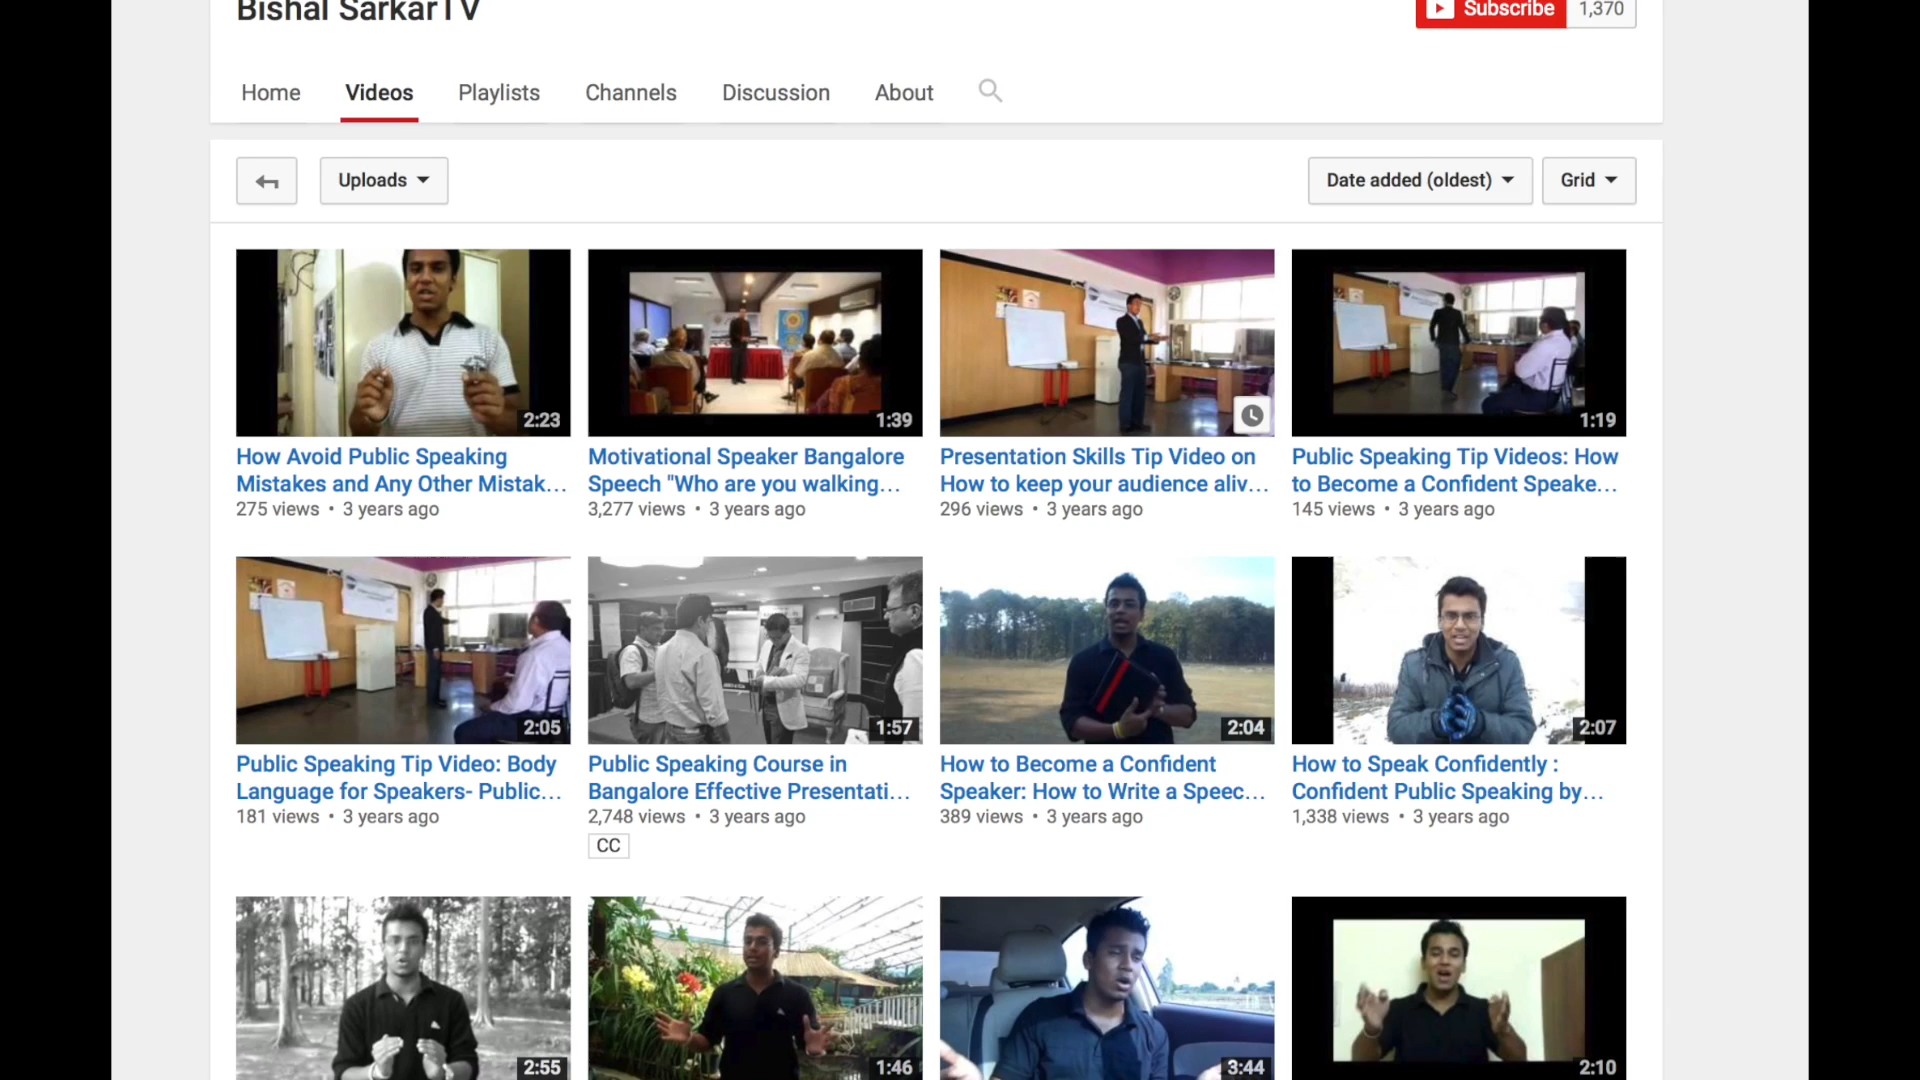 Bishal SarkarTV
Subscribe 1,370
Home Videos Playlists Channels Discussion About
Uploads Date added (oldest) Grid
2:23 1:39 1:19
How Avoid Public Speaking
Mistakes and Any Other Mistak...
275 views • 3 years ago
Motivational Speaker Bangalore
Speech "Who are you walking...
3,277 views • 3 years ago
Presentation Skills Tip Video on
How to keep your audience aliv...
296 views • 3 years ago
Public Speaking Tip Videos: How
to Become a Confident Speake...
145 views • 3 years ago
2:05 1:57 2:04 2:07
Public Speaking Tip Video: Body
Language for Speakers- Public...
181 views • 3 years ago
Public Speaking Course in
Bangalore Effective Presentati...
2,748 views • 3 years ago
CC
How to Become a Confident
Speaker: How to Write a Speec...
389 views • 3 years ago
How to Speak Confidently :
Confident Public Speaking by...
1,338 views • 3 years ago
2:55 1:46 3:44 2:10